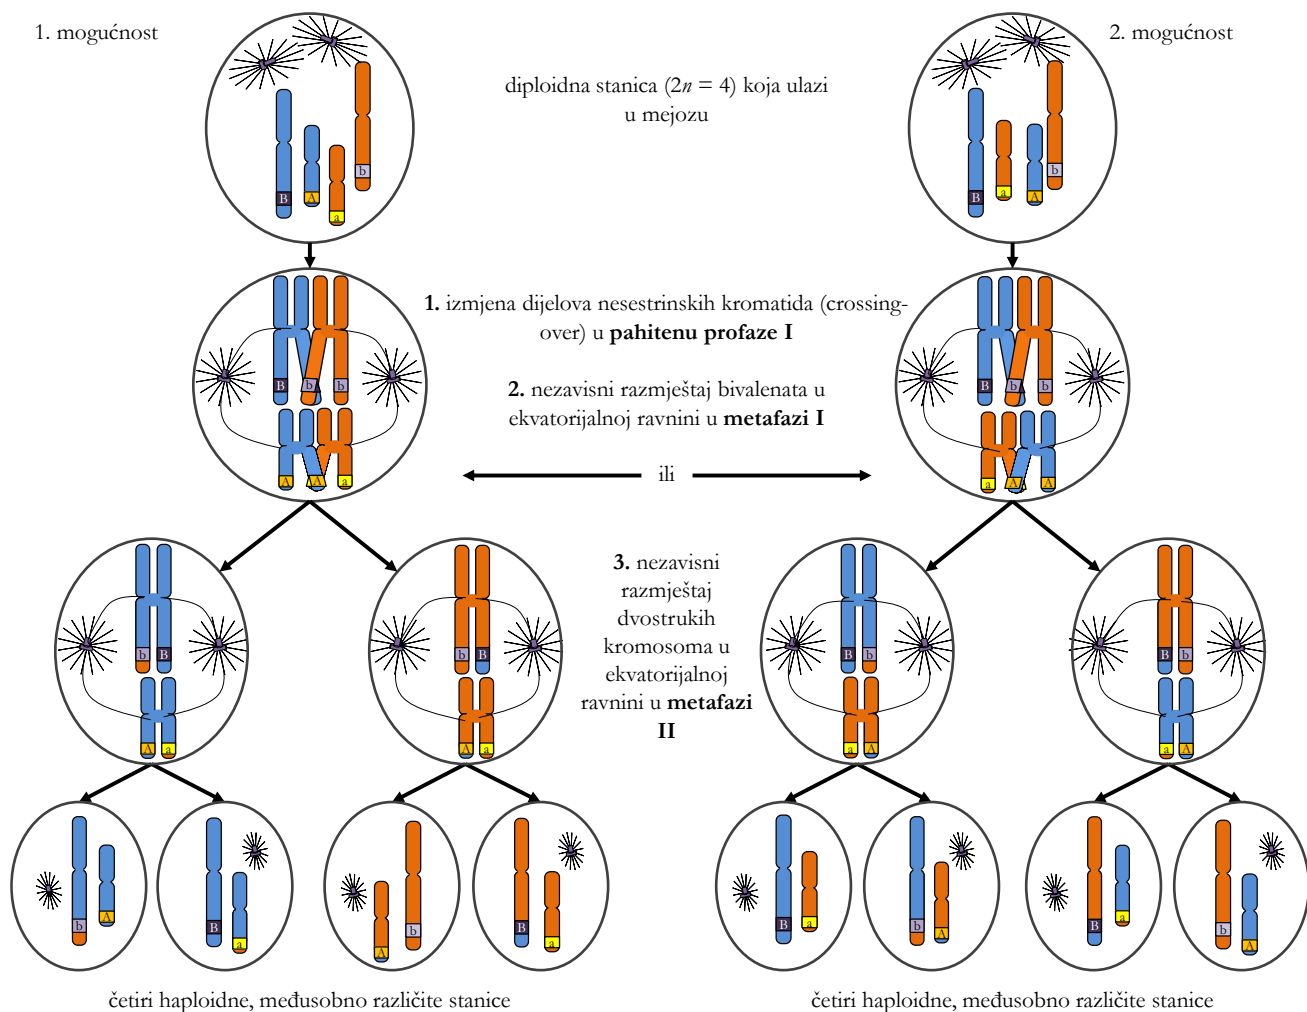 1. mogućnost
2. mogućnost
diploidna stanica (2n = 4) koja ulazi
u mejozu
B
A
a
b
B
a
A
b
1. izmjena dijelova nesestrinskih kromatida (crossing-
over) u pahitenu profaze I
2. nezavisni razmještaj bivalenata u
ekvatorijalnoj ravnini u metafazi I
B b b
A A a
B b b
a A A
ili
3. nezavisni
razmještaj
dvostrukih
kromosoma u
ekvatorijalnoj
ravnini u metafazi
II
b B
A a
b B
A a
B b
a A
B b
a A
b A
B a
A b
B a
B a
b A
B a
b A
četiri haploidne, međusobno različite stanice
četiri haploidne, međusobno različite stanice